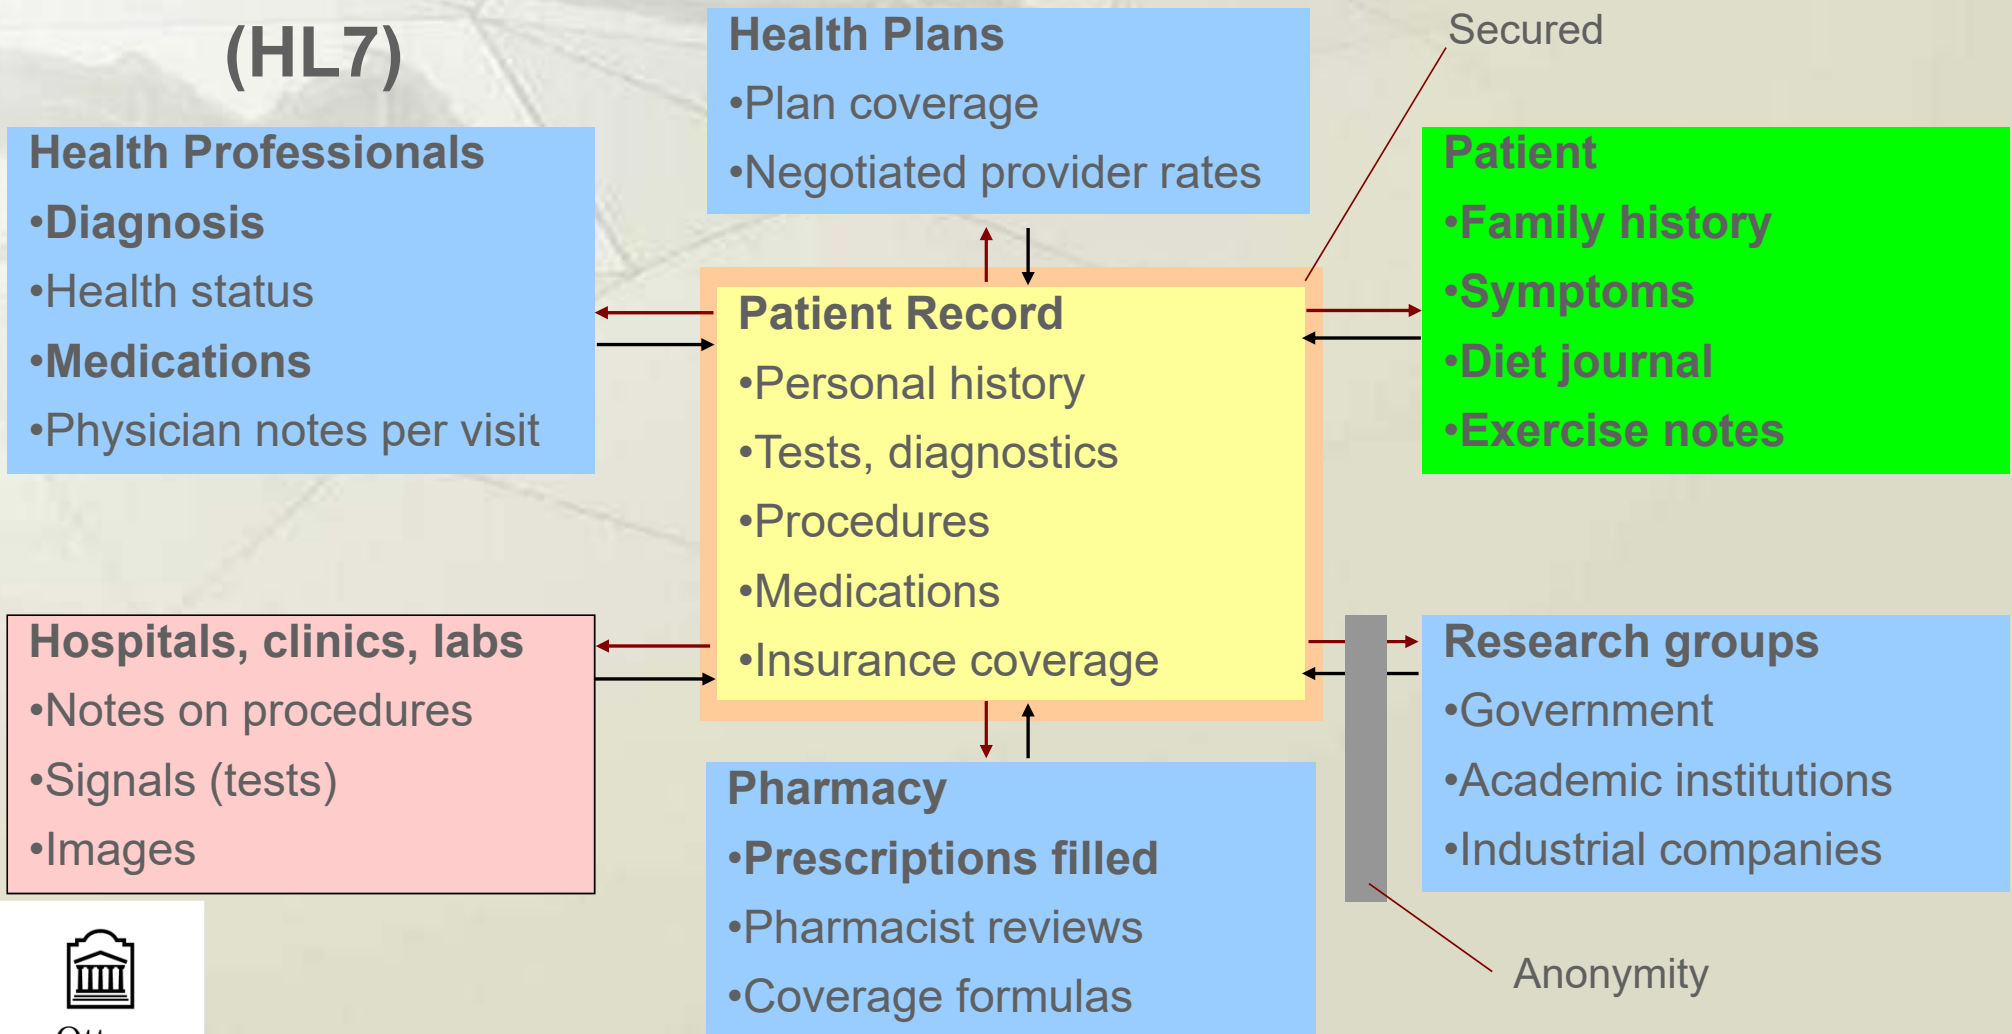 (HL7)
Health Plans
•Plan coverage
•Negotiated provider rates
Secured
Health Professionals
•Diagnosis
•Health status
•Medications
•Physician notes per visit
Patient Record
•Personal history
•Tests, diagnostics
•Procedures
•Medications
•Insurance coverage
Patient
•Family history
•Symptoms
•Diet journal
•Exercise notes
Hospitals, clinics, labs
•Notes on procedures
•Signals (tests)
•Images
Pharmacy
•Prescriptions filled
•Pharmacist reviews
•Coverage formulas
Research groups
•Government
•Academic institutions
•Industrial companies
Anonymity